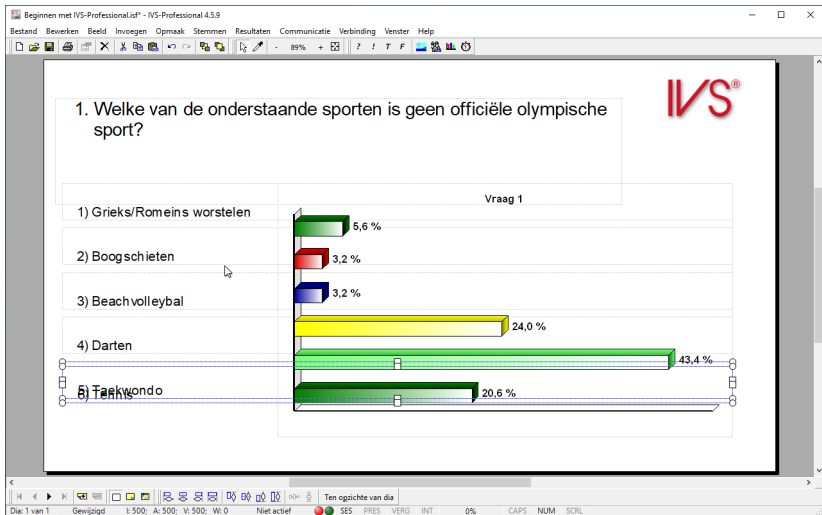 Beginnen met IVS-Professional.isf* - IVS-Professional 4.5.9
Bestand Bewerken Beeld Invoegen Opmaak Stemmen Resultaten Communicatie Verbinding Venster Help
- 89% + ? ! T F
IVS®
1. Welke van de onderstaande sporten is geen officiële olympische
sport?
Vraag 1
1) Grieks/Romeins worstelen
5,6 %
2) Boogschieten
3,2 %
3) Beachvolleybal
3,2 %
24,0 %
4) Darten
43,4 %
5) Taekwondo
6) Tennis
20,6 %
Ten opzichte van dia
Dia: 1 van 1 Gewijzigd I: 500; A: 500; V: 500; W: 0 Niet actief SES PRES VERG INT 0% CAPS NUM SCRL